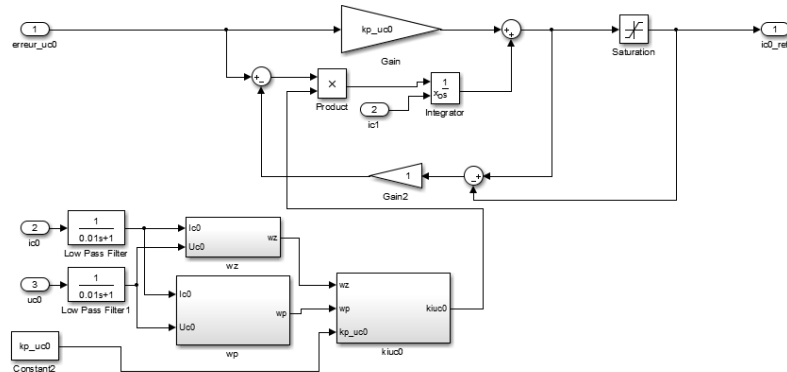 1
erreur_uc0
kp_uc0
Gain
+
+
Saturation
1
ic0_ref
+
−
×
Product
1
s
xo
Integrator
2
ic1
1
Gain2
−
+
2
ic0
1
0.01s+1
Low Pass Filter
Ic0
Uc0
wz
wz
3
uc0
1
0.01s+1
Low Pass Filter1
Ic0
Uc0
wp
wp
wz
wp
kp_uc0
kiuc0
kiuc0
kp_uc0
Constant2